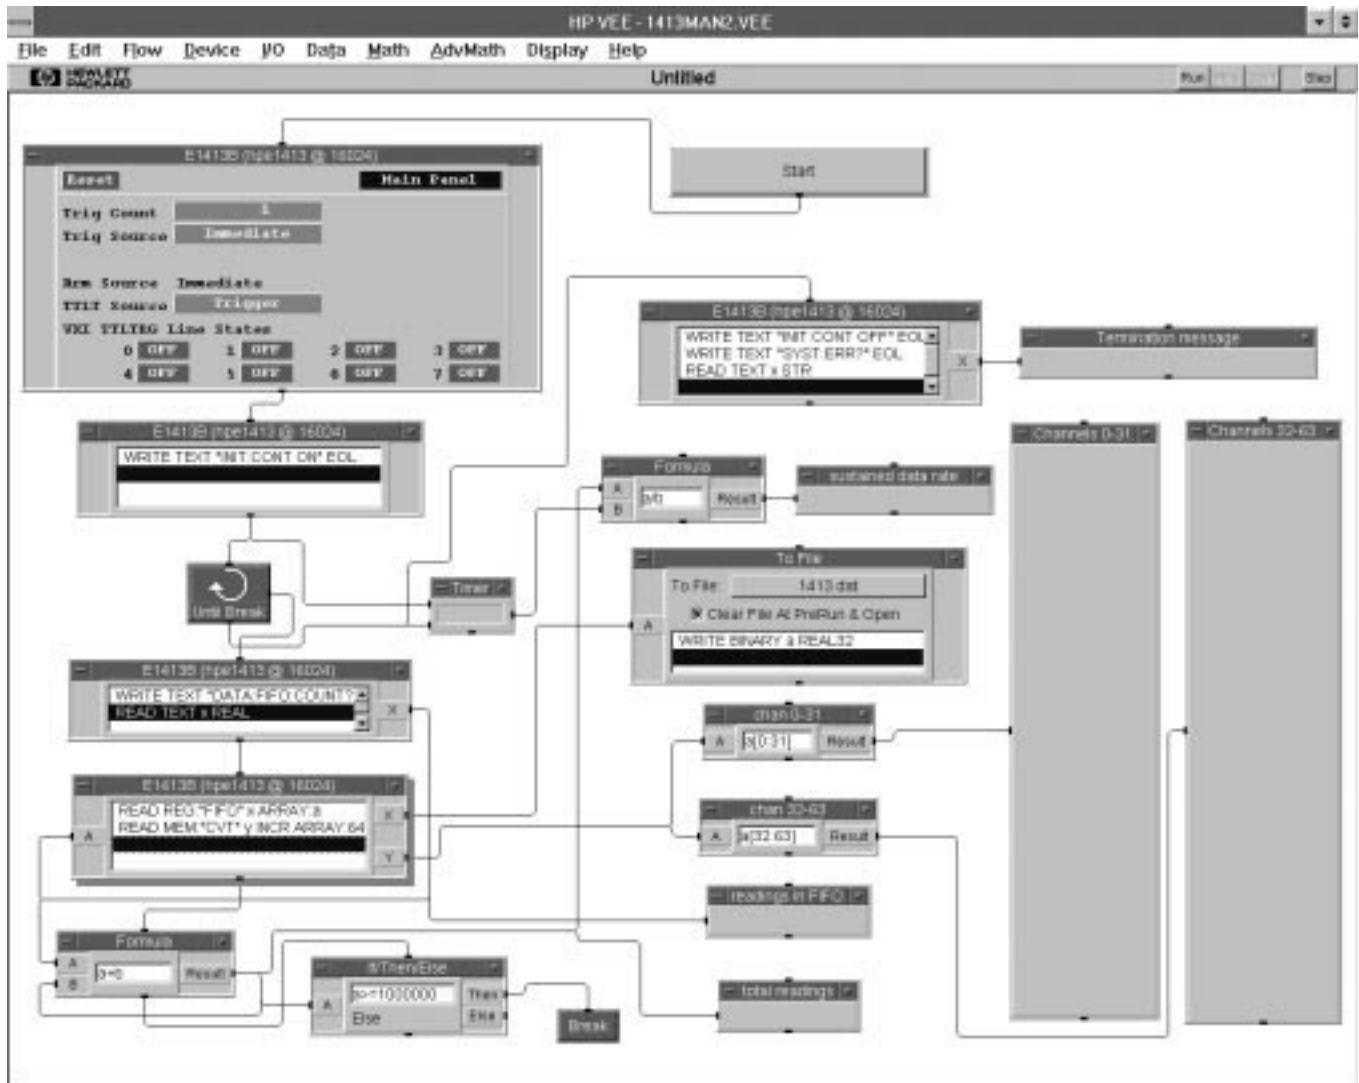 HP VEE - 1413MAN2.VEE
File Edit Flow Device I/O Data Math AdvMath Display Help
HEWLETT PACKARD
Untitled
Run
Step
E1413B (hpe1413 @ 16024)
Reset
Main Panel
Trig Count 1
Trig Source Immediate
Arm Source Immediate
TTLT Source Trigger
VXI TTLTRG Line States
0 OFF 1 OFF 2 OFF 3 OFF
4 OFF 5 OFF 6 OFF 7 OFF
Start
E1413B (hpe1413 @ 16024)
WRITE TEXT "INIT:CONT OFF" EOL
WRITE TEXT "SYST:ERR?" EOL
READ TEXT x STR
X
Termination message
E1413B (hpe1413 @ 16024)
WRITE TEXT "INIT:CONT ON" EOL
Channels 0-31
Channels 32-63
Formula
A
B
a/b
Result
sustained data rate
Until Break
Timer
To File
To File: 1413.dat
Clear File At PreRun & Open
A
WRITE BINARY a REAL32
E1413B (hpe1413 @ 16024)
WRITE TEXT "DATA:FIFO:COUNT?"
READ TEXT x REAL
X
chan 0-31
A
a[0:31]
Result
E1413B (hpe1413 @ 16024)
A
READ REG:"FIFO" x ARRAY:a
READ MEM:"CVT" y INCR ARRAY:64
X
Y
chan 32-63
A
a[32:63]
Result
readings in FIFO
Formula
A
B
a+b
Result
If/Then/Else
A
a>=1000000
Then
Else
Else
Break
total readings